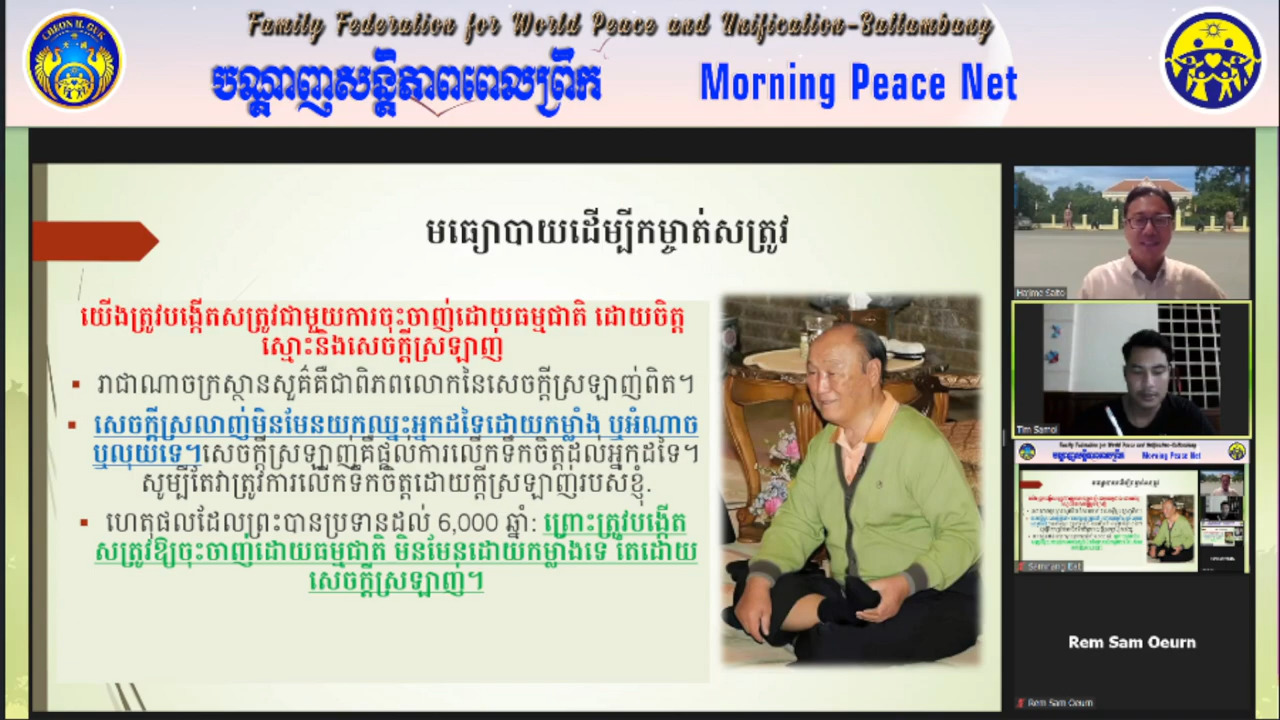 Family Federation for World Peace and Unification-Battambang
CHEON IL GUK
បណ្ដាញសន្តិភាពពេលព្រឹក
Morning Peace Net
មធ្យោបាយដើម្បីកម្ចាត់សត្រូវ
យើងត្រូវបង្កើតសត្រូវជាមួយការចុះចាញ់ដោយធម្មជាតិ ដោយចិត្ត
ស្មោះនិងសេចក្តីស្រឡាញ់
រាជាណាចក្រស្ថានសួគ៌គឺជាពិភពលោកនៃសេចក្តីស្រឡាញ់ពិត។
សេចក្តីស្រលាញ់មិនមែនយកឈ្នះអ្នកដទៃដោយកម្លាំង ឬអំណាច
ឬលុយទេ។សេចក្តីស្រឡាញ់គឺផ្តល់ការលើកទឹកចិត្តដល់អ្នកដទៃ។
សូម្បីតែវាត្រូវការលើកទឹកចិត្តដោយក្តីស្រឡាញ់របស់ខ្ញុំ.
ហេតុផលដែលព្រះបានទ្រាំទ្រអស់ 6,000 ឆ្នាំ: ព្រោះត្រូវបង្កើត
សត្រូវឱ្យចុះចាញ់ដោយធម្មជាតិ មិនមែនដោយកម្លាំងទេ តែដោយ
សេចក្តីស្រឡាញ់។
Hajime Saito
Tim Samol
Samnang Eat
Rem Sam Oeurn
Rem Sam Oeurn